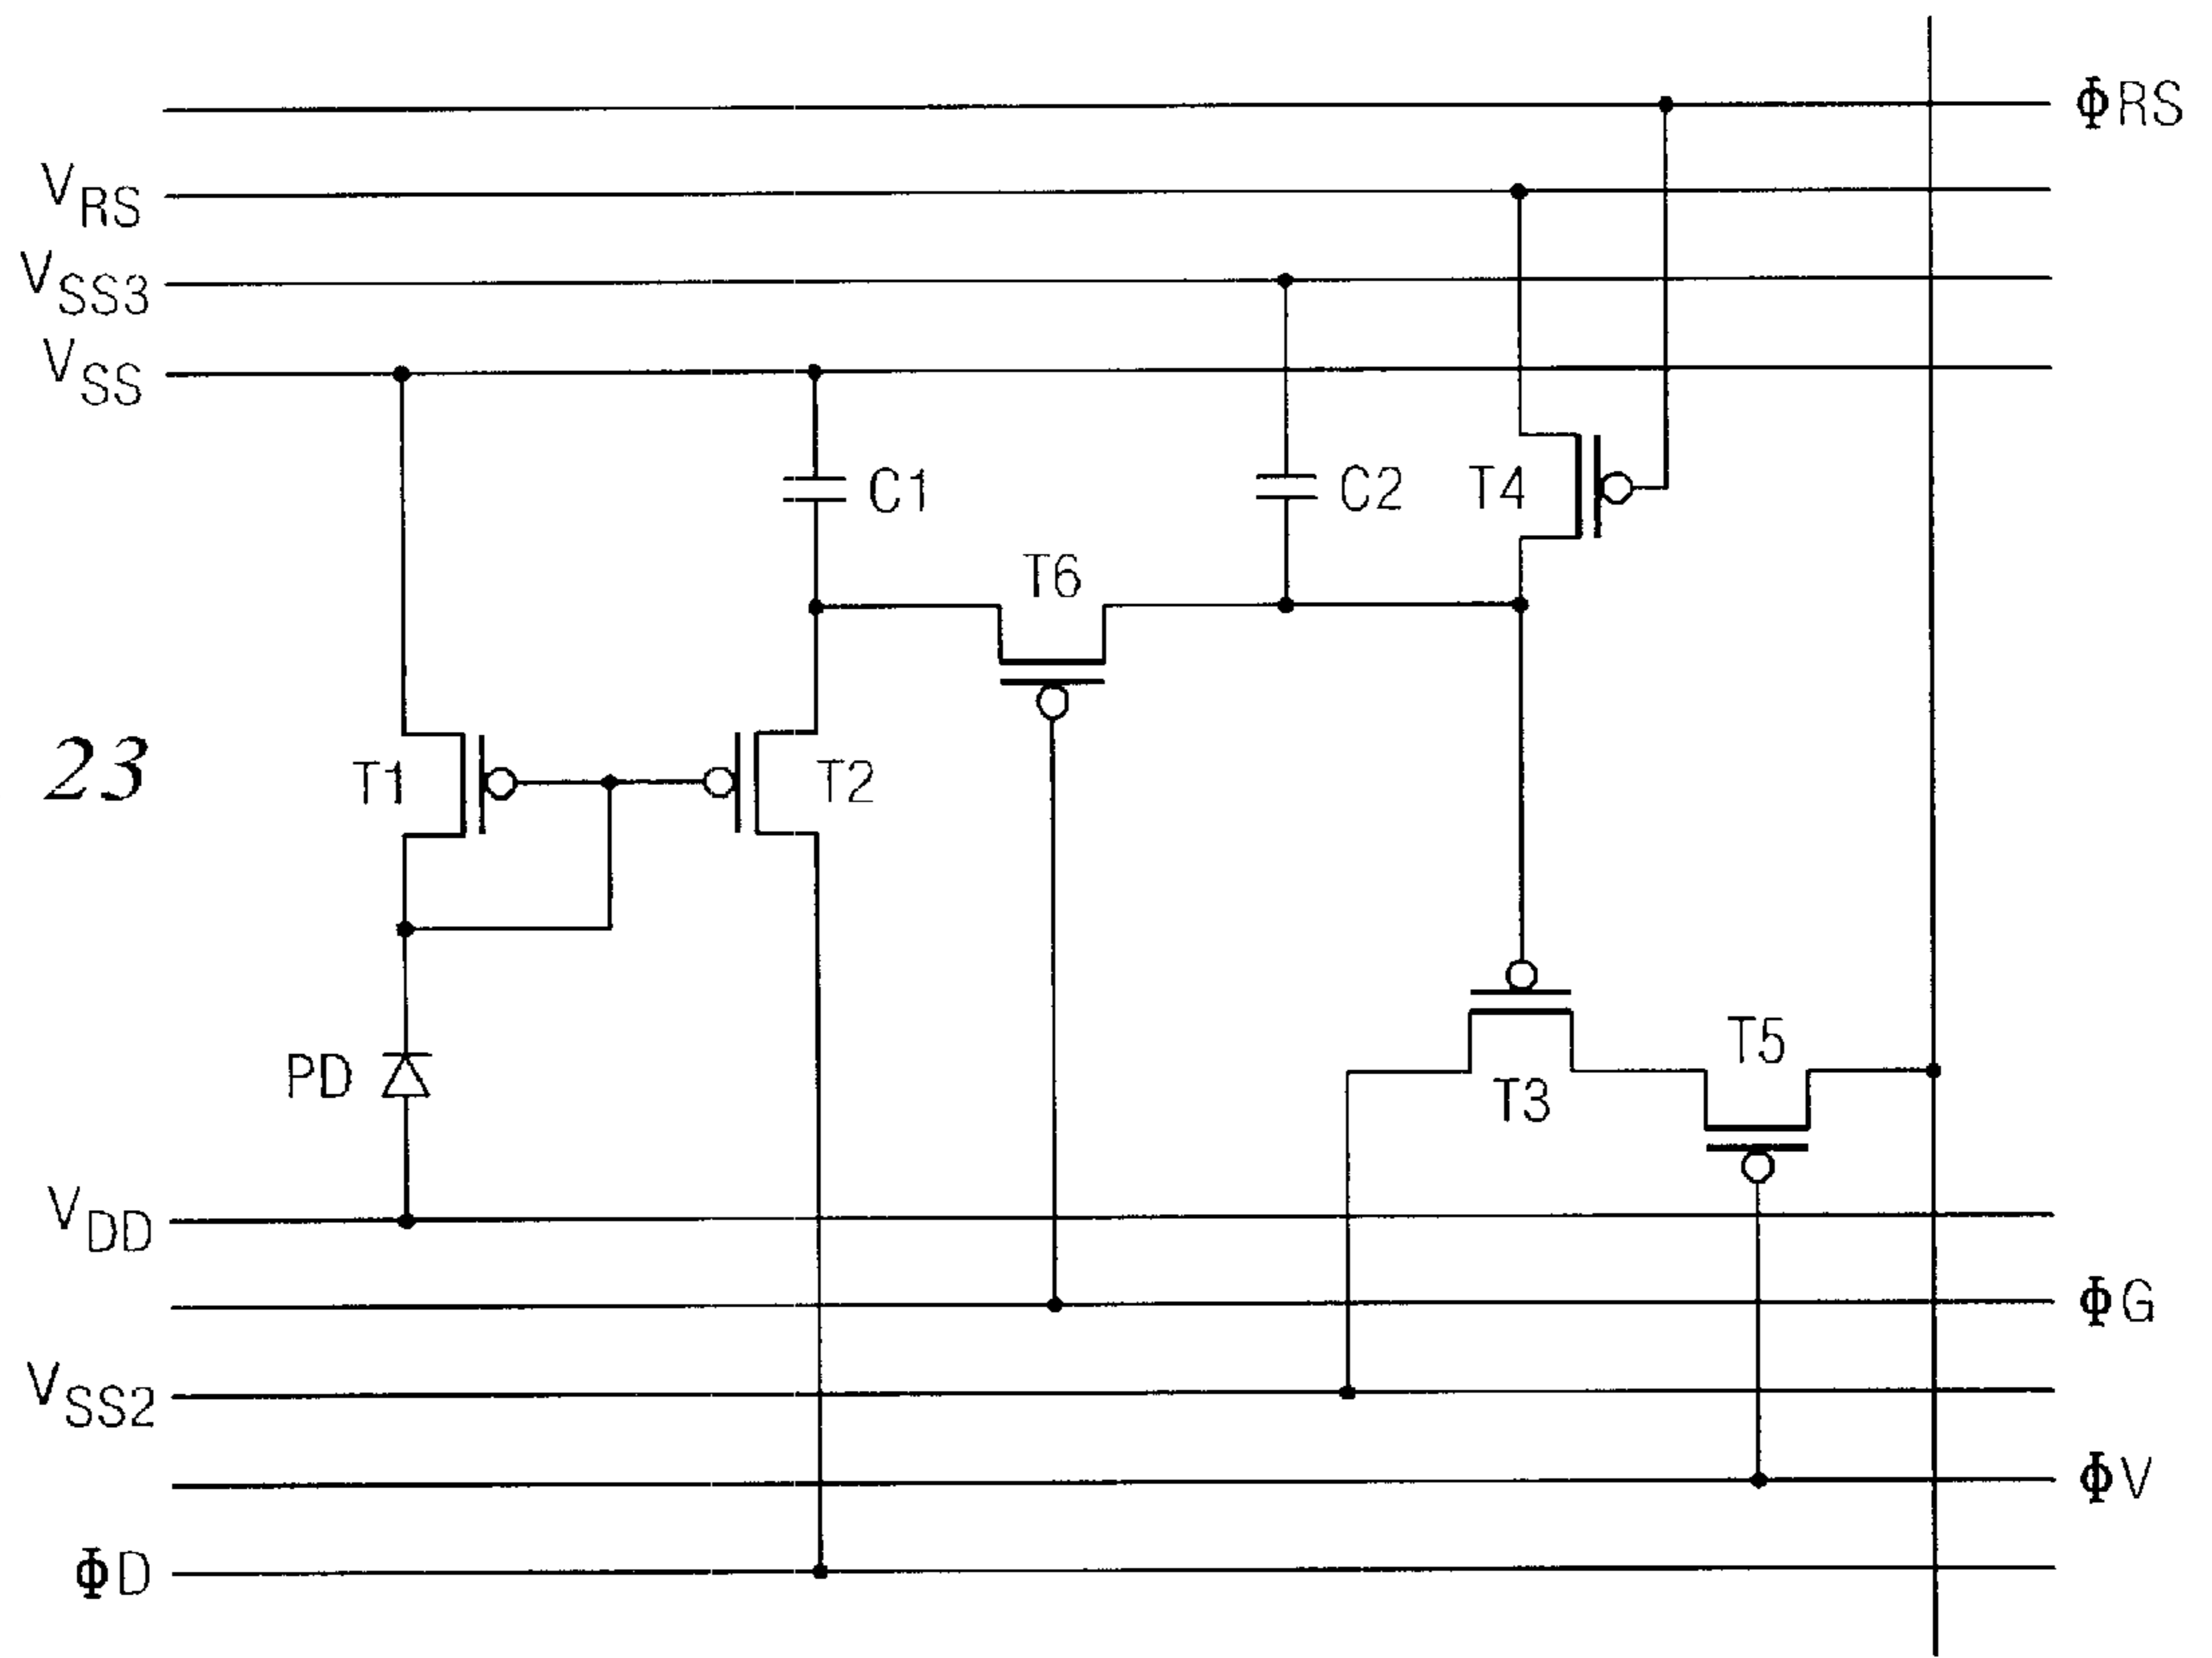 ΦRS
VRS
VSS3
VSS
C1
C2
T4
T6
23
T1
T2
T5
PD
T3
VDD
ΦG
VSS2
ΦV
ΦD